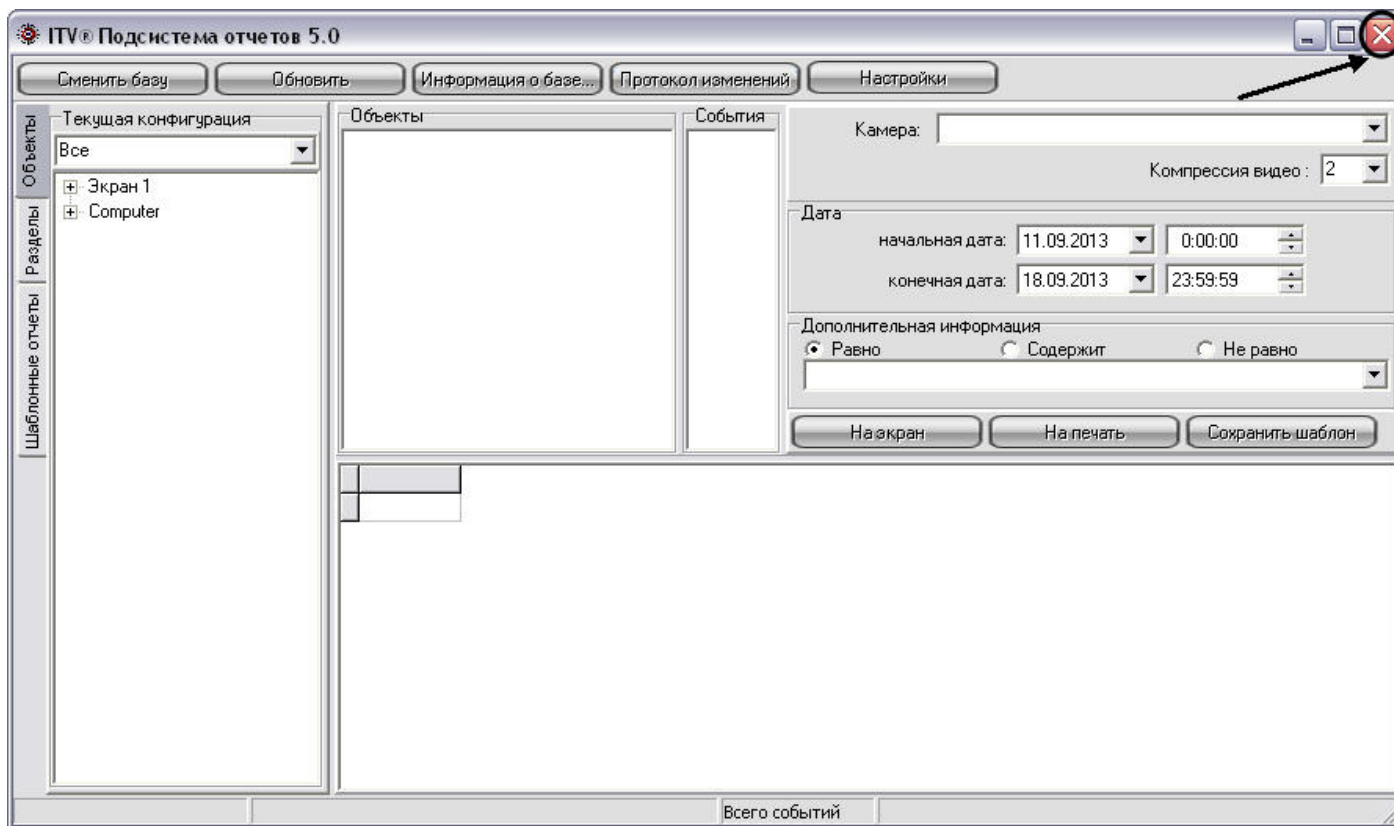 ITV® Подсистема отчетов 5.0
Сменить базу
Обновить
Информация о базе...
Протокол изменений
Настройки
Объекты
Разделы
Шаблонные отчеты
Текущая конфигурация
Все
Экран 1
Computer
Объекты
События
Камера:
Компрессия видео : 2
Дата
начальная дата: 11.09.2013 0:00:00
конечная дата: 18.09.2013 23:59:59
Дополнительная информация
Равно Содержит Не равно
На экран
На печать
Сохранить шаблон
Всего событий